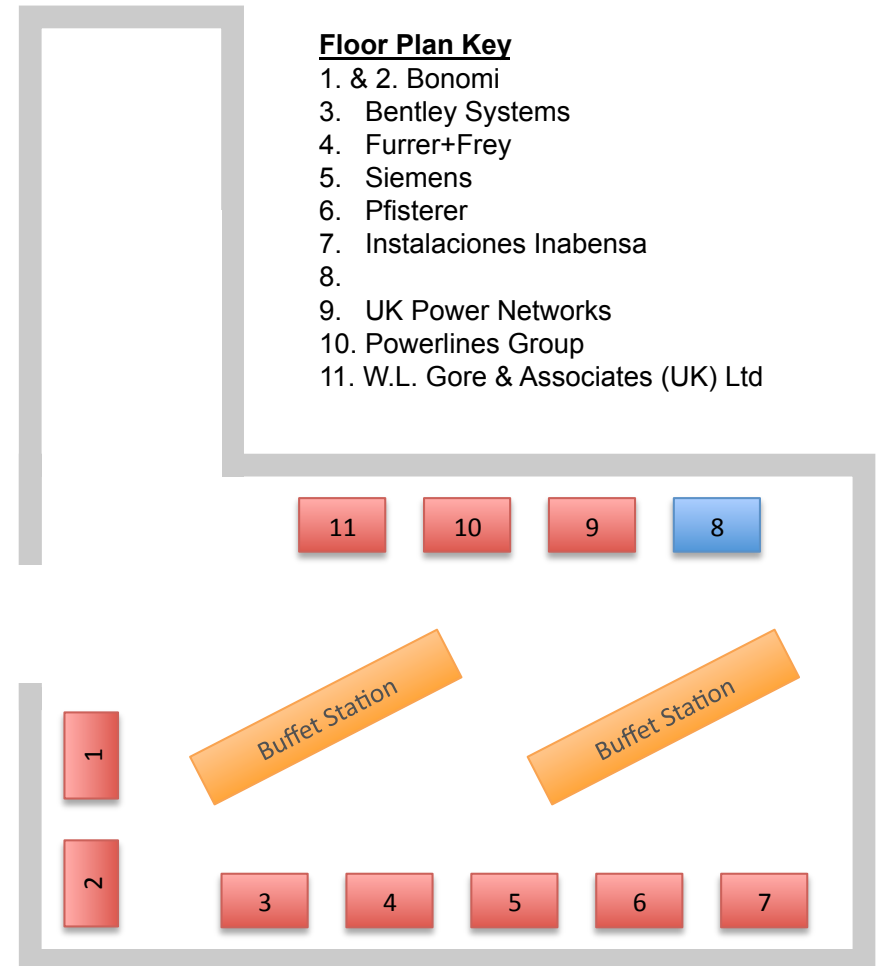 Floor Plan Key
1. & 2. Bonomi
3. Bentley Systems
4. Furrer+Frey
5. Siemens
6. Pfisterer
7. Instalaciones Inabensa
8.
9. UK Power Networks
10. Powerlines Group
11. W.L. Gore & Associates (UK) Ltd
11
10
9
8
Buffet Station
Buffet Station
1
2
3
4
5
6
7